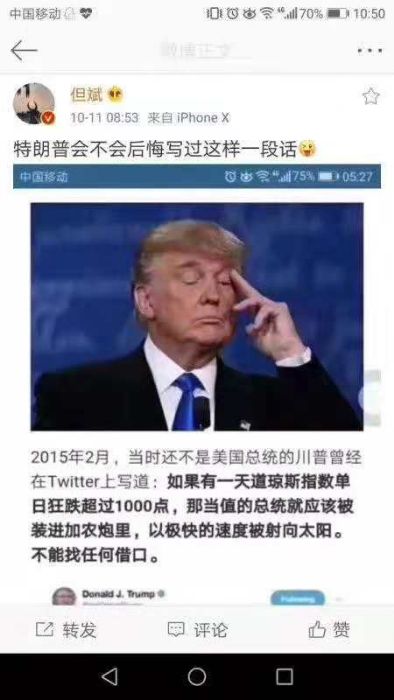 中国移动 70% 10:50
微博正文
但斌
10-11 08:53 来自 iPhone X
特朗普会不会后悔写过这样一段话
中国移动 75% 05:27
2015年2月，当时还不是美国总统的川普曾经
在Twitter上写道：如果有一天道琼斯指数单
日狂跌超过1000点，那当值的总统就应该被
装进加农炮里，以极快的速度被射向太阳。
不能找任何借口。
Donald J. Trump
Following
转发 评论 赞